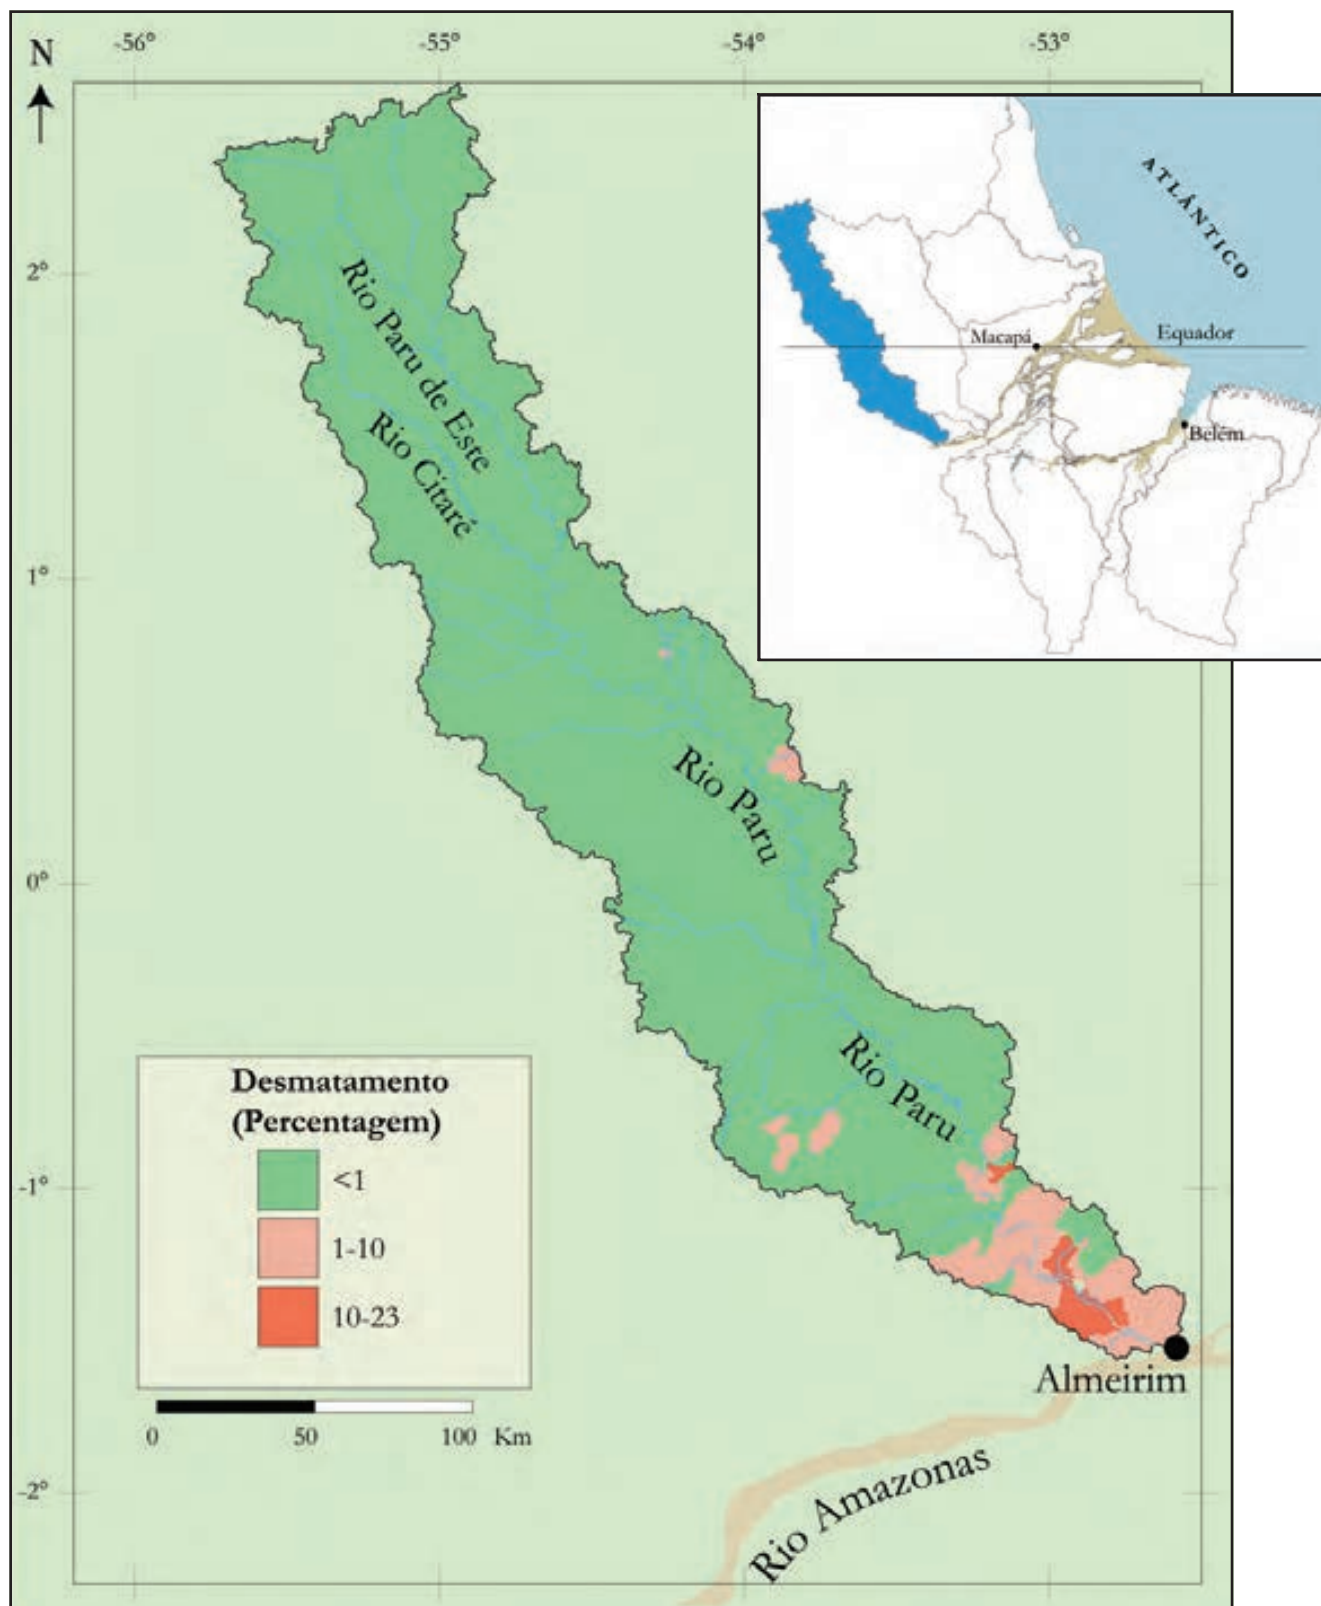 -56°
-55°
-54°
-53°
N
ATLÁNTICO
Macapá
Equador
Belém
2°
1°
0°
-1°
-2°
Rio Paru de Este
Rio Citaré
Rio Paru
Rio Paru
Desmatamento
(Percentagem)
<1
1-10
10-23
0
50
100 Km
Almeirim
Rio Amazonas